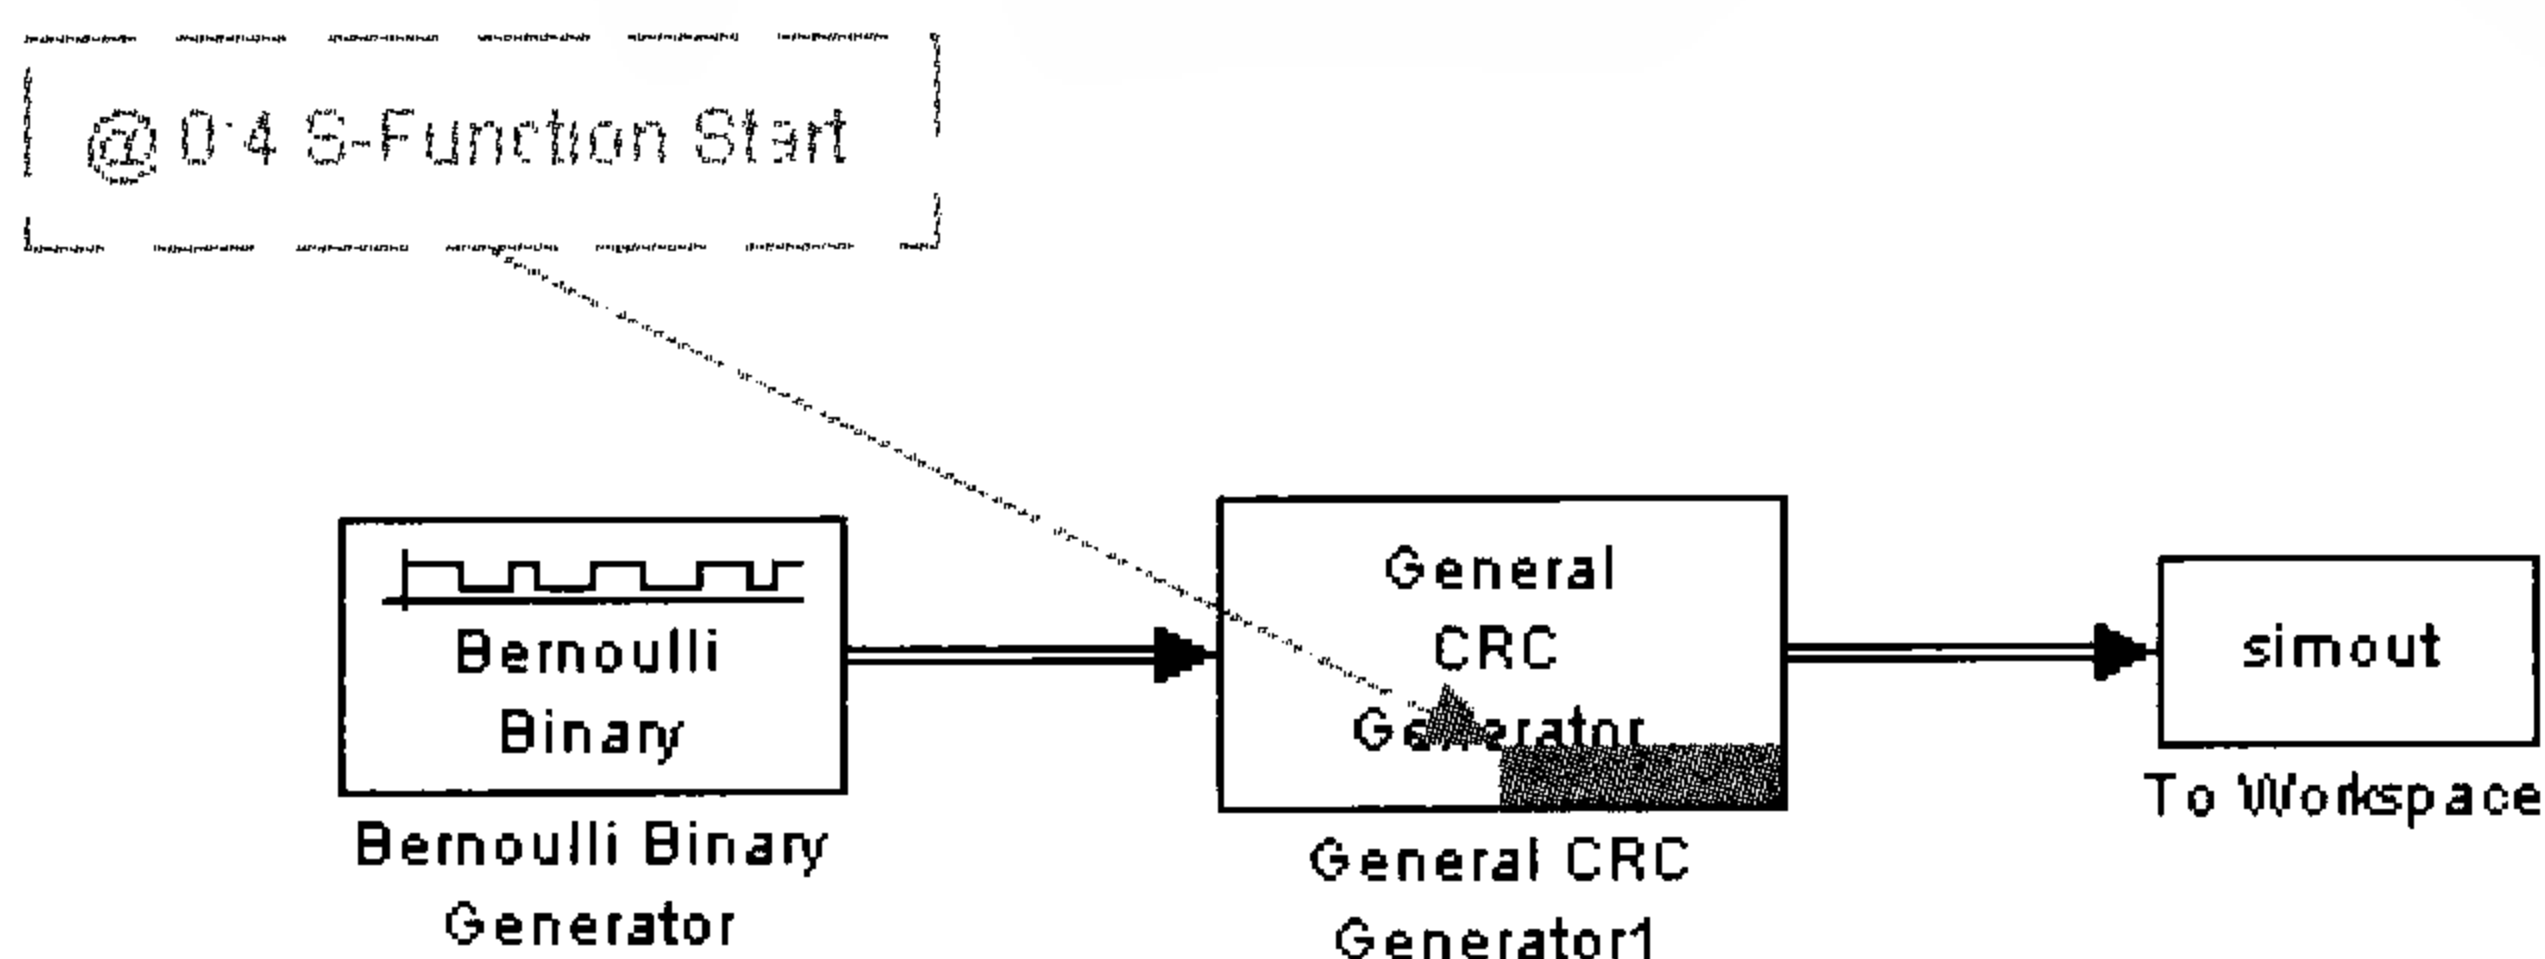 @ 0:4 S-Function Start
Bernoulli
Binary
Bernoulli Binary
Generator
General
CRC
Generator
General CRC
Generator1
simout
To Workspace